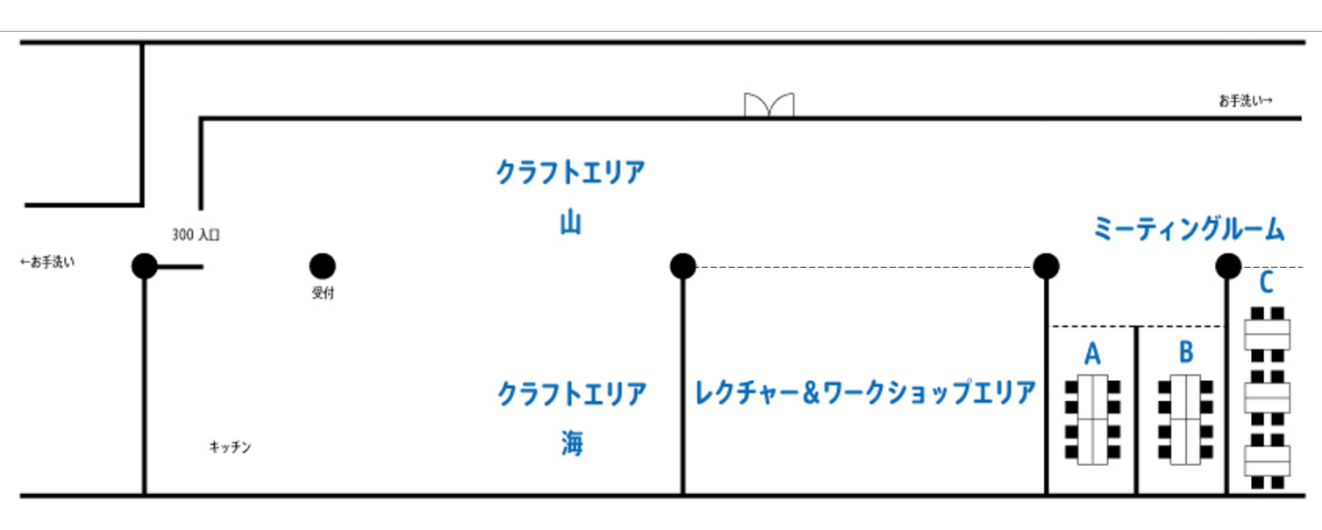 お手洗い→
クラフトエリア
山
300 入口
ミーティングルーム
←お手洗い
受付
C
A
B
クラフトエリア
海
レクチャー&ワークショップエリア
キッチン